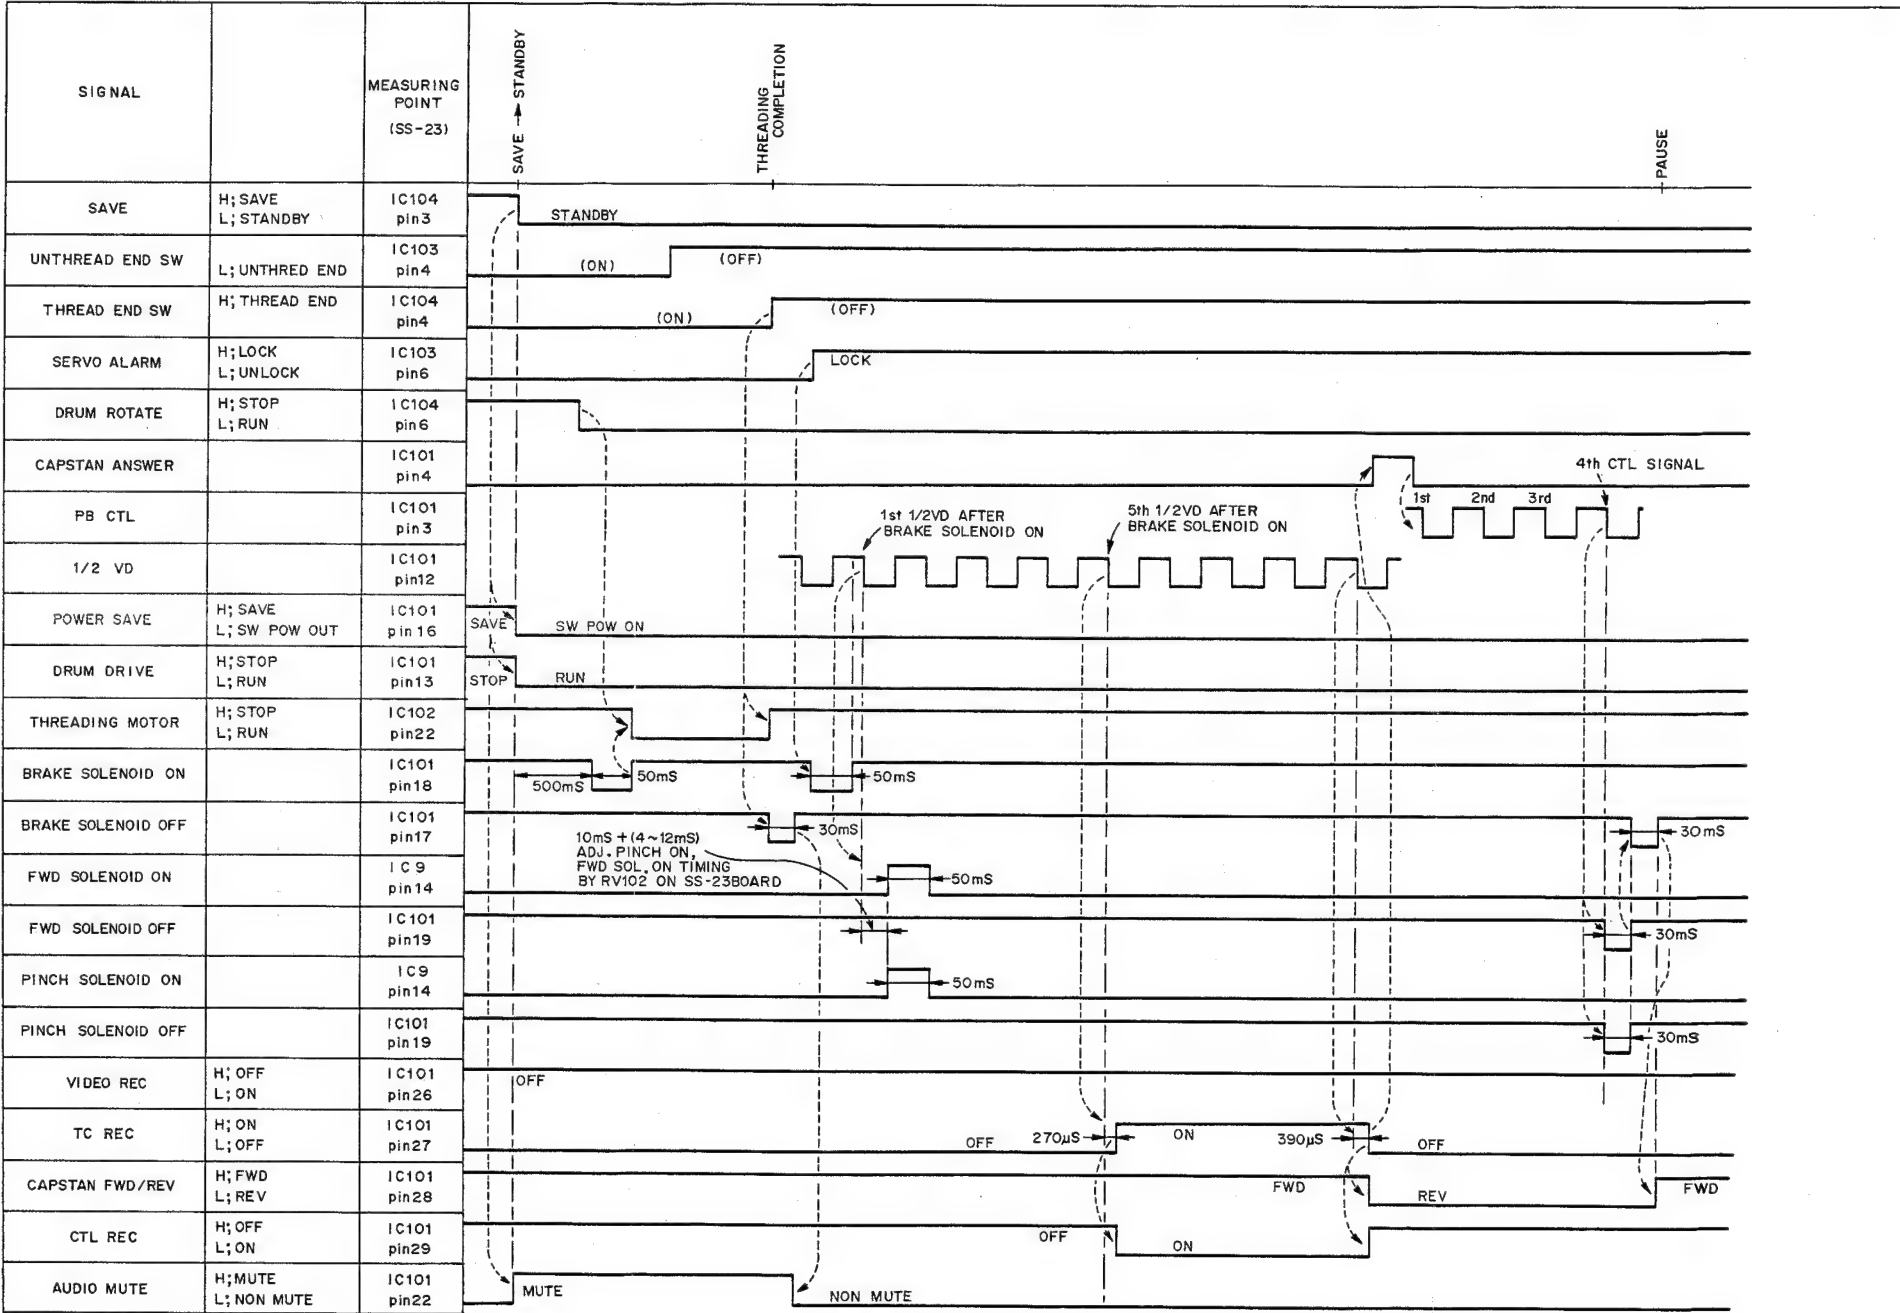 SIGNAL
MEASURING
POINT
(SS-23)
SAVE → STANDBY
THREADING
COMPLETION
PAUSE
SAVE
H; SAVE
L; STANDBY
IC104
pin3
STANDBY
UNTHREAD END SW
L; UNTHRED END
IC103
pin4
(ON)
(OFF)
THREAD END SW
H; THREAD END
IC104
pin4
(ON)
(OFF)
SERVO ALARM
H; LOCK
L; UNLOCK
IC103
pin6
LOCK
DRUM ROTATE
H; STOP
L; RUN
IC104
pin6
CAPSTAN ANSWER
IC101
pin4
4th CTL SIGNAL
PB CTL
IC101
pin3
1st 1/2VD AFTER
BRAKE SOLENOID ON
5th 1/2VD AFTER
BRAKE SOLENOID ON
1st 2nd 3rd
1/2 VD
IC101
pin12
POWER SAVE
H; SAVE
L; SW POW OUT
IC101
pin16
SAVE
SW POW ON
DRUM DRIVE
H; STOP
L; RUN
IC101
pin13
STOP
RUN
THREADING MOTOR
H; STOP
L; RUN
IC102
pin22
BRAKE SOLENOID ON
IC101
pin18
500mS
50mS
50mS
BRAKE SOLENOID OFF
IC101
pin17
30mS
30mS
10mS+(4~12mS)
ADJ. PINCH ON,
FWD SOL. ON TIMING
BY RV102 ON SS-23BOARD
FWD SOLENOID ON
IC9
pin14
50mS
FWD SOLENOID OFF
IC101
pin19
30mS
PINCH SOLENOID ON
IC9
pin14
50mS
PINCH SOLENOID OFF
IC101
pin19
30mS
VIDEO REC
H; OFF
L; ON
IC101
pin26
OFF
TC REC
H; ON
L; OFF
IC101
pin27
OFF
270µS
ON
390µS
OFF
CAPSTAN FWD/REV
H; FWD
L; REV
IC101
pin28
FWD
REV
FWD
CTL REC
H; OFF
L; ON
IC101
pin29
OFF
ON
AUDIO MUTE
H; MUTE
L; NON MUTE
IC101
pin22
MUTE
NON MUTE